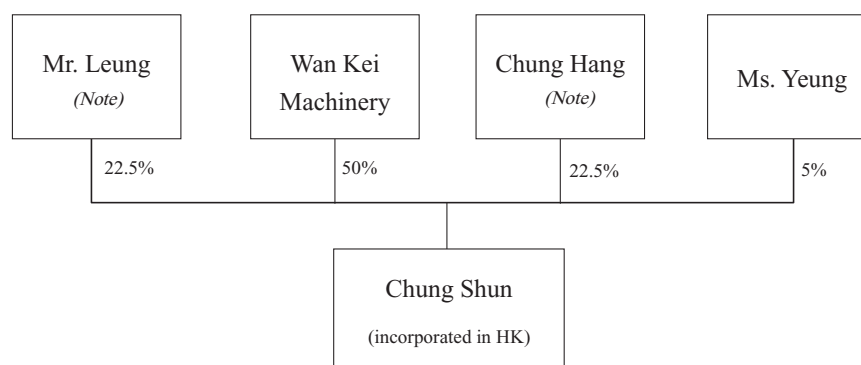 Mr. Leung
(Note)
Wan Kei
Machinery
Chung Hang
(Note)
Ms. Yeung
22.5%
50%
22.5%
5%
Chung Shun
(incorporated in HK)